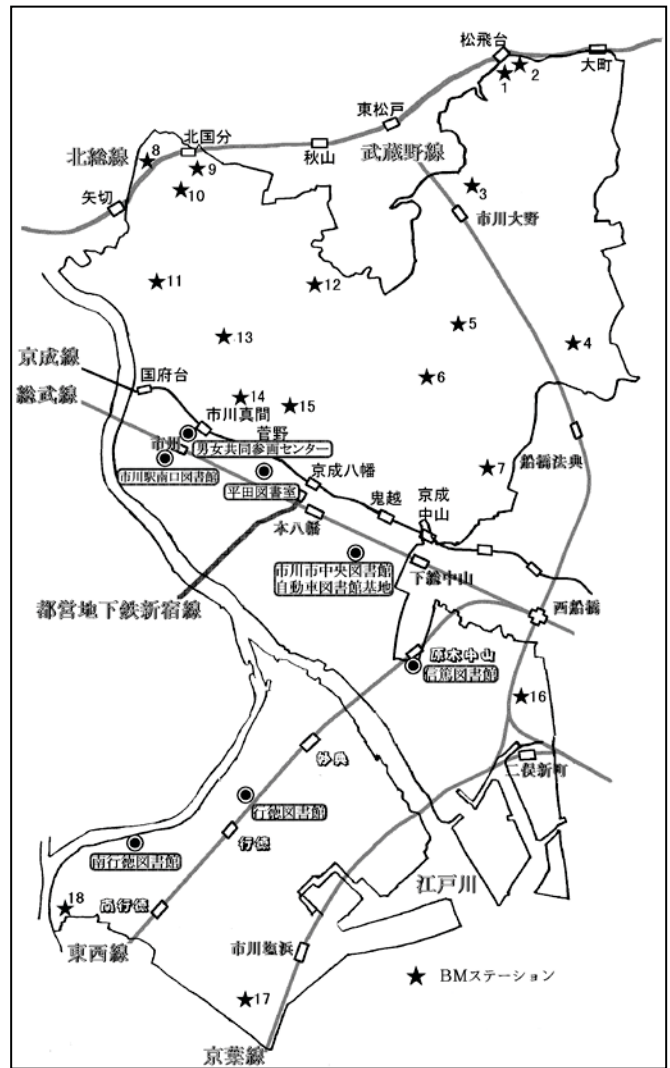 松飛台
2
大町
1
東松戸
北国分
8
北総線
秋山
武蔵野線
9
矢切
10
3
市川大野
11
12
13
5
4
京成線
国府台
6
総武線
14
市川真間
15
菅野
市川
男女共同参画センター
船橋法典
市川駅南口図書館
平田図書室
京成八幡
7
鬼越
京成
中山
本八幡
市川市中央図書館
自動車図書館基地
下総中山
都営地下鉄新宿線
西船橋
原木中山
信篤図書館
16
妙典
二俣新町
行徳図書館
行徳
南行徳図書館
江戸川
18
南行徳
東西線
市川塩浜
★ BMステーション
17
京葉線